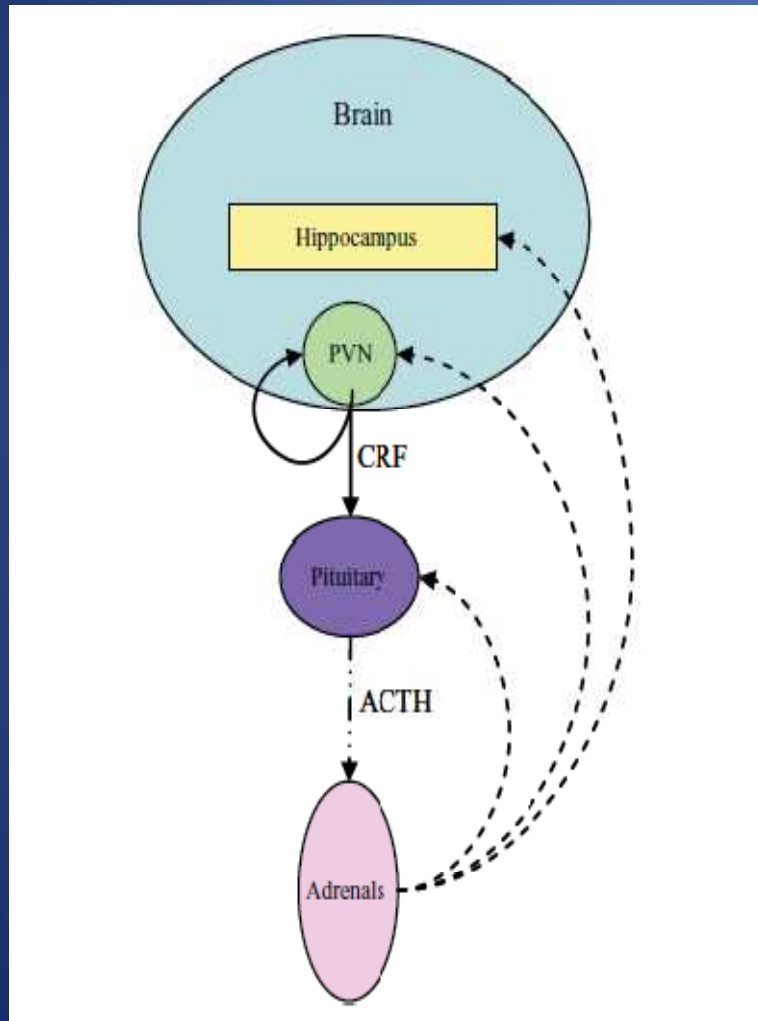 Brain
Hippocampus
PVN
CRF
Pituitary
ACTH
Adrenals